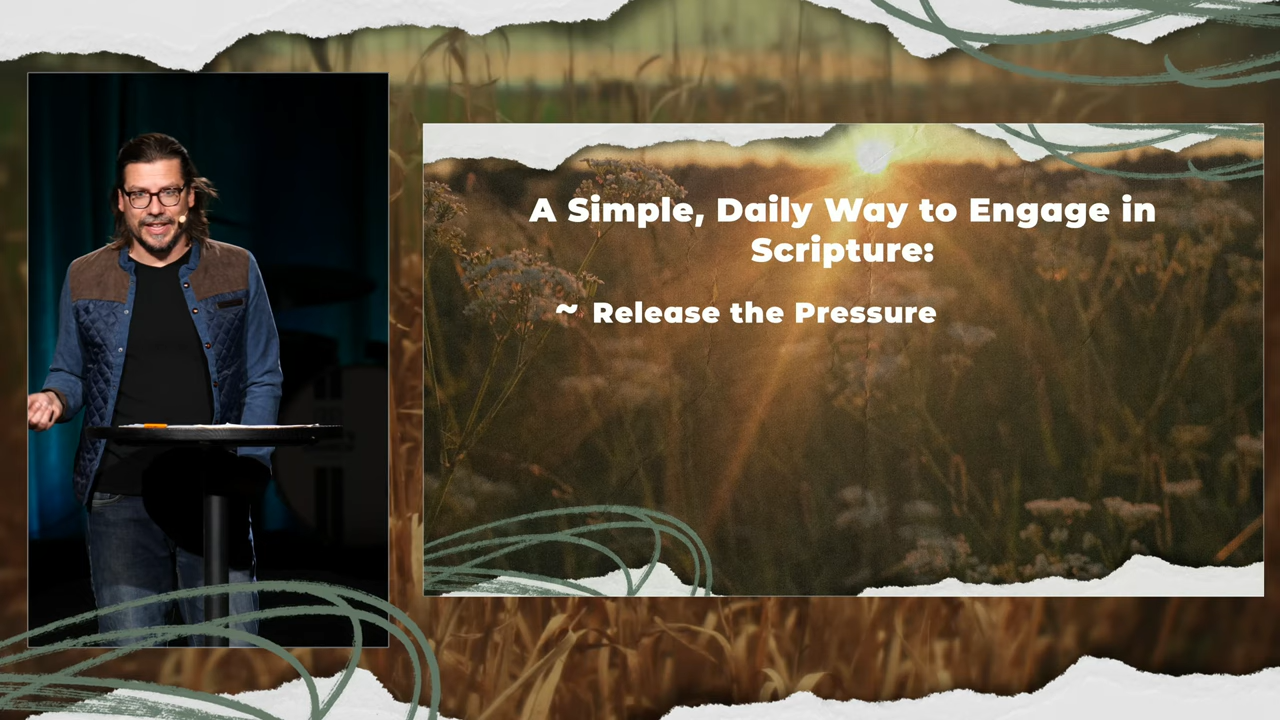 A Simple, Daily Way to Engage in
Scripture:
~ Release the Pressure